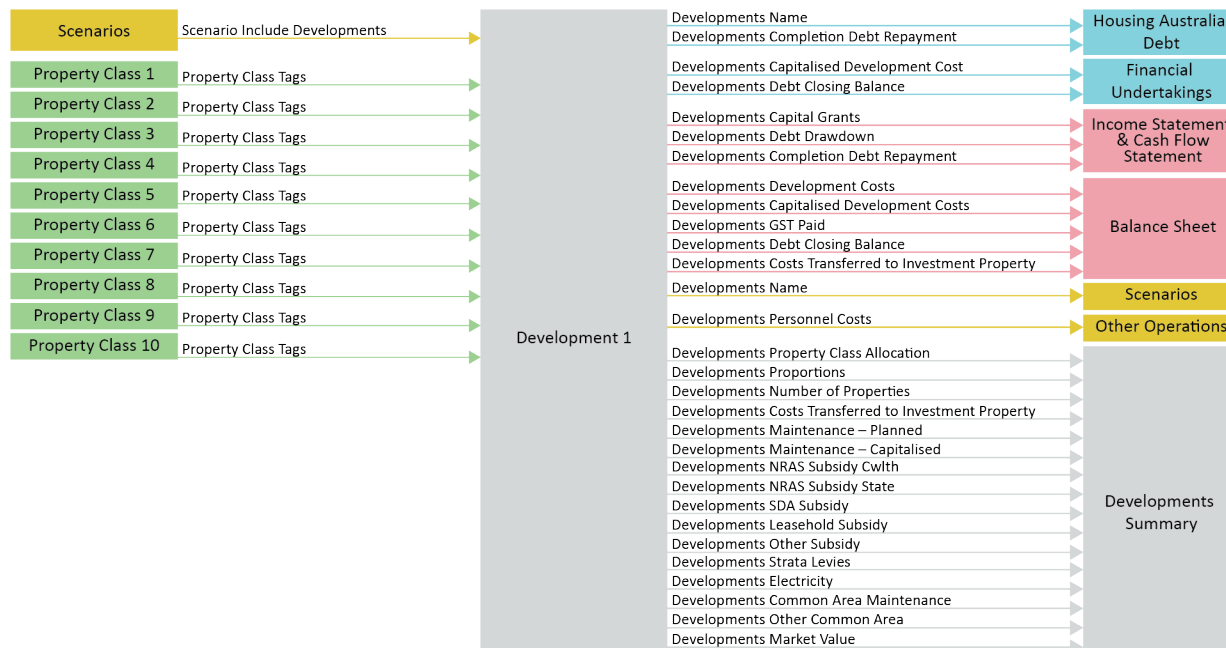 Scenarios
Scenario Include Developments
Property Class 1
Property Class Tags
Property Class 2
Property Class Tags
Property Class 3
Property Class Tags
Property Class 4
Property Class Tags
Property Class 5
Property Class Tags
Property Class 6
Property Class Tags
Property Class 7
Property Class Tags
Property Class 8
Property Class Tags
Property Class 9
Property Class Tags
Property Class 10
Property Class Tags
Development 1
Developments Name
Developments Completion Debt Repayment
Housing Australia
Debt
Developments Capitalised Development Cost
Developments Debt Closing Balance
Financial
Undertakings
Developments Capital Grants
Developments Debt Drawdown
Developments Completion Debt Repayment
Income Statement
& Cash Flow
Statement
Developments Development Costs
Developments Capitalised Development Costs
Developments GST Paid
Developments Debt Closing Balance
Developments Costs Transferred to Investment Property
Balance Sheet
Developments Name
Scenarios
Developments Personnel Costs
Other Operations
Developments Property Class Allocation
Developments Proportions
Developments Number of Properties
Developments Costs Transferred to Investment Property
Developments Maintenance – Planned
Developments Maintenance – Capitalised
Developments NRAS Subsidy Cwlth
Developments NRAS Subsidy State
Developments SDA Subsidy
Developments Leasehold Subsidy
Developments Other Subsidy
Developments Strata Levies
Developments Electricity
Developments Common Area Maintenance
Developments Other Common Area
Developments Market Value
Developments
Summary